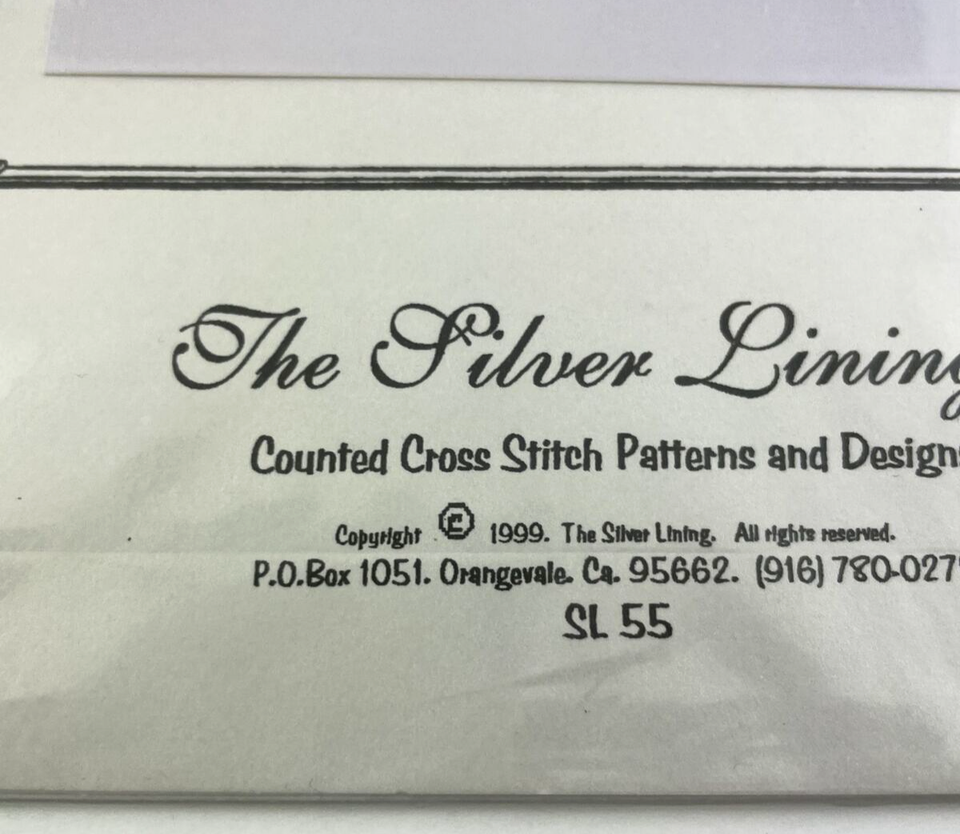 The Silver Lining
Counted Cross Stitch Patterns and Design
Copyright © 1999. The Silver Lining. All rights reserved.
P.O.Box 1051. Orangevale. Ca. 95662. (916) 780-027
SL 55